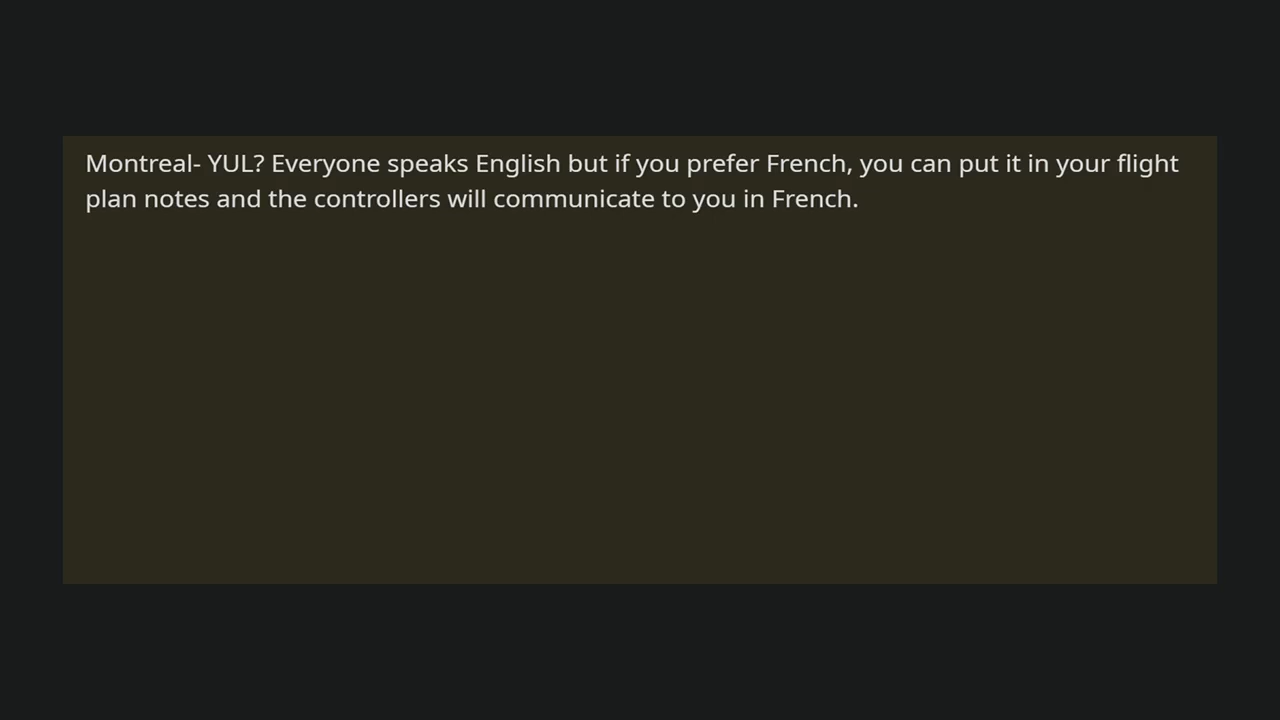 Montreal- YUL? Everyone speaks English but if you prefer French, you can put it in your flight
plan notes and the controllers will communicate to you in French.